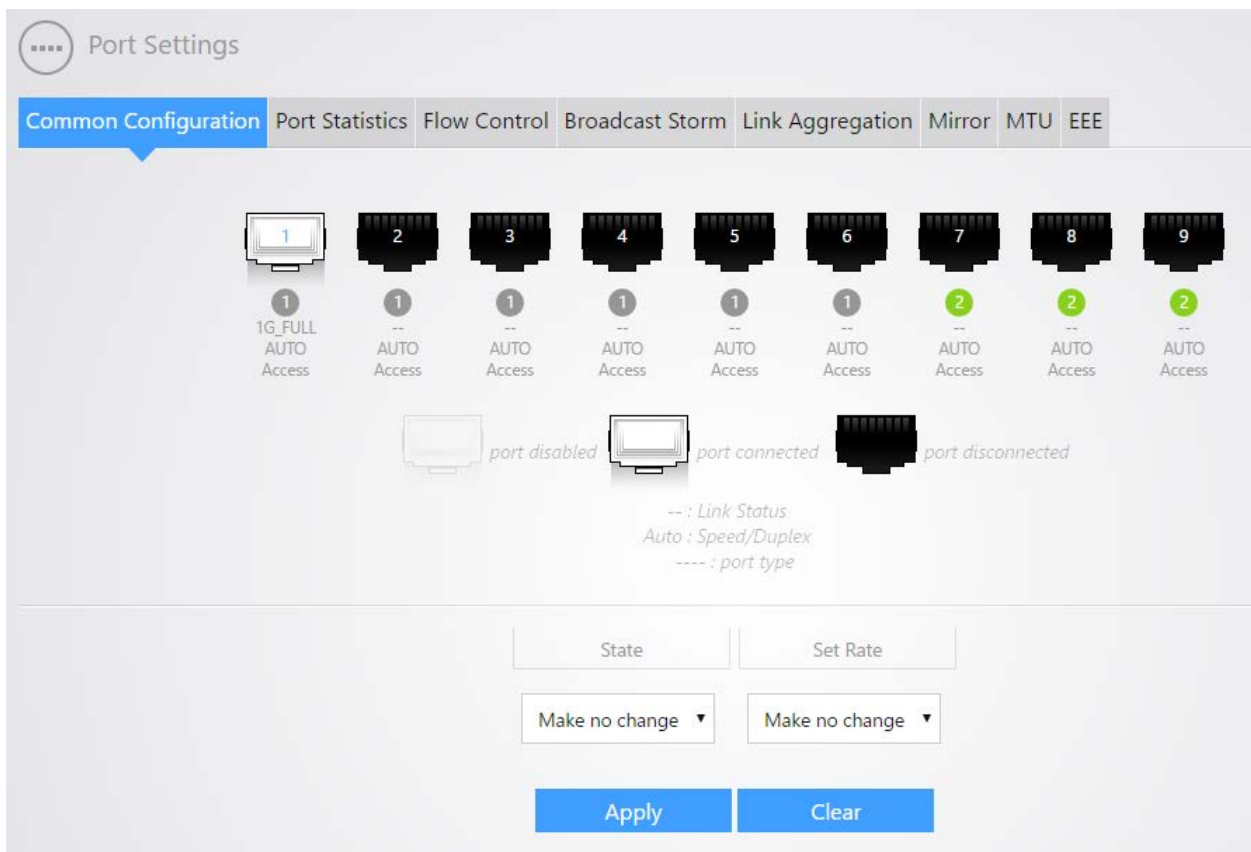 Port Settings
Common Configuration Port Statistics Flow Control Broadcast Storm Link Aggregation Mirror MTU EEE
1 2 3 4 5 6 7 8 9
1 1 1 1 1 1 2 2 2
1G_FULL -- -- -- -- -- -- -- --
AUTO AUTO AUTO AUTO AUTO AUTO AUTO AUTO AUTO
Access Access Access Access Access Access Access Access Access
port disabled port connected port disconnected
-- : Link Status
Auto : Speed/Duplex
---- : port type
State Set Rate
Make no change Make no change
Apply Clear